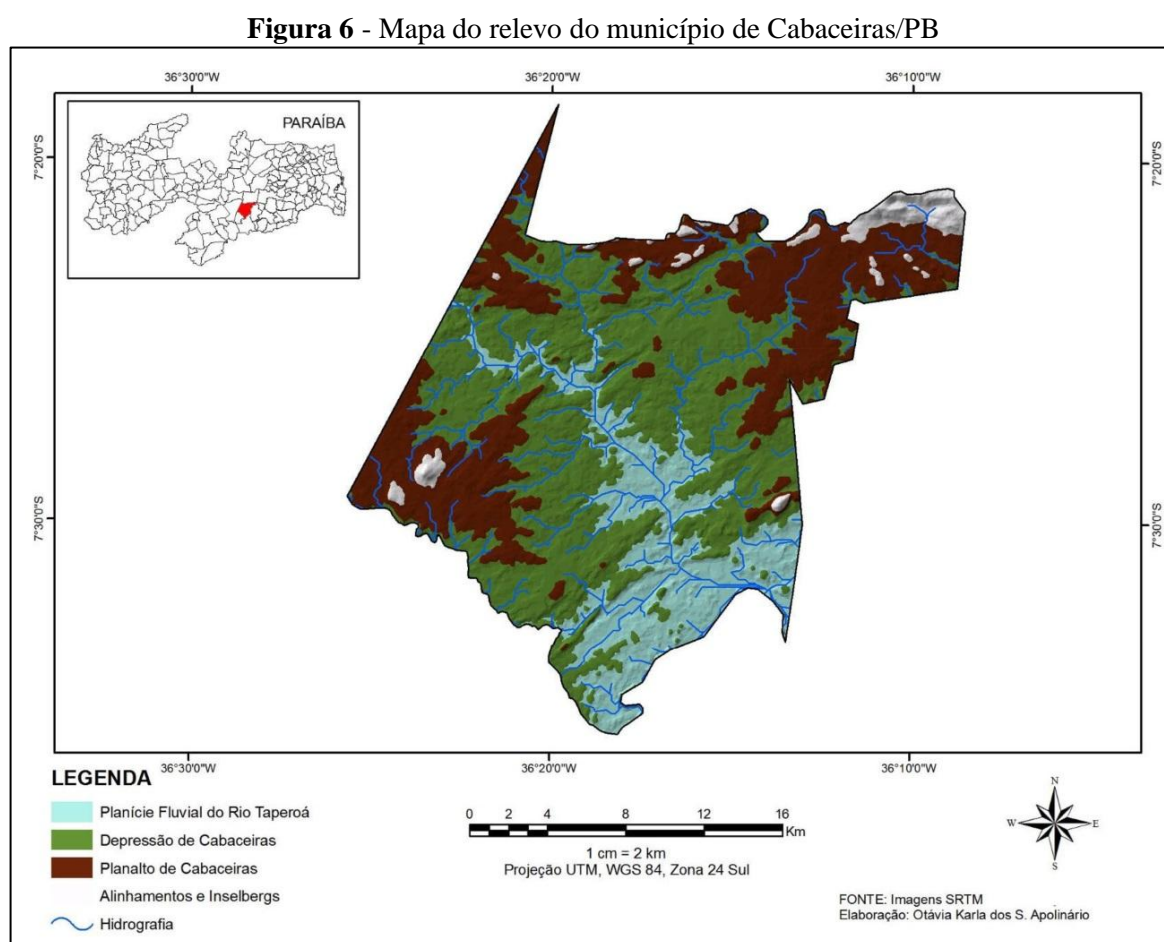 Figura 6 - Mapa do relevo do município de Cabaceiras/PB
36°30'0"W
36°20'0"W
36°10'0"W
PARAÍBA
7°20'0"S
7°20'0"S
7°30'0"S
7°30'0"S
36°30'0"W
36°20'0"W
36°10'0"W
LEGENDA
Planície Fluvial do Rio Taperoá
Depressão de Cabaceiras
Planalto de Cabaceiras
Alinhamentos e Inselbergs
Hidrografia
0 2 4 8 12 16
Km
1 cm = 2 km
Projeção UTM, WGS 84, Zona 24 Sul
N
W E
S
FONTE: Imagens SRTM
Elaboração: Otávia Karla dos S. Apolinário